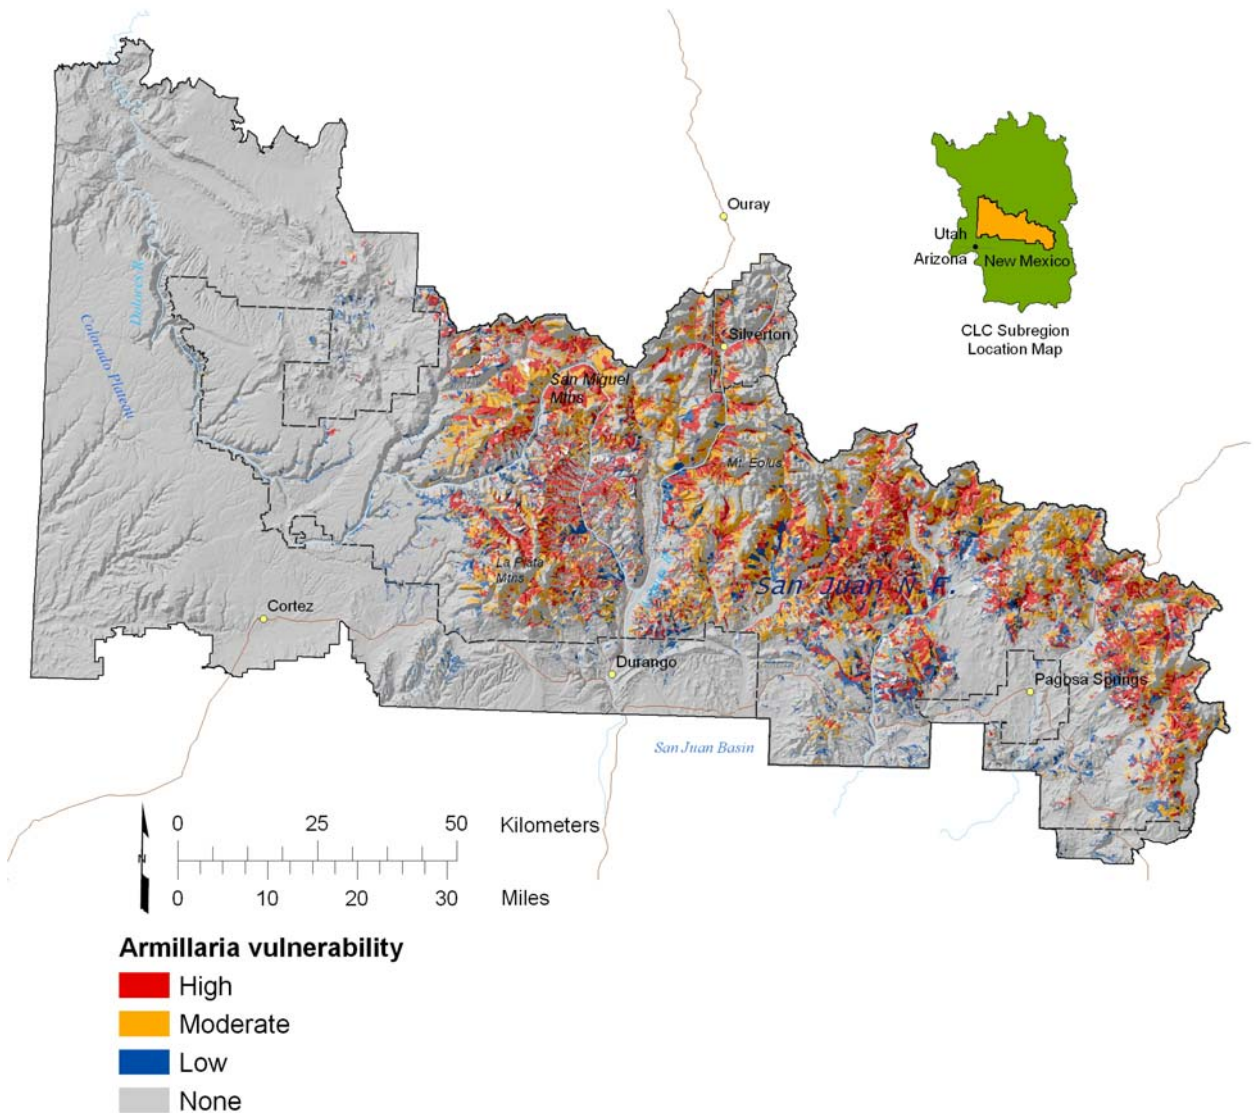 Ouray
Utah
Arizona
New Mexico
CLC Subregion
Location Map
Dolores R.
Colorado Plateau
Silverton
San Miguel
Mtns
Mt. Eolus
La Plata
Mtns
San Juan N F.
Cortez
Durango
Pagosa Springs
San Juan Basin
0 25 50 Kilometers
N
0 10 20 30 Miles
Armillaria vulnerability
High
Moderate
Low
None